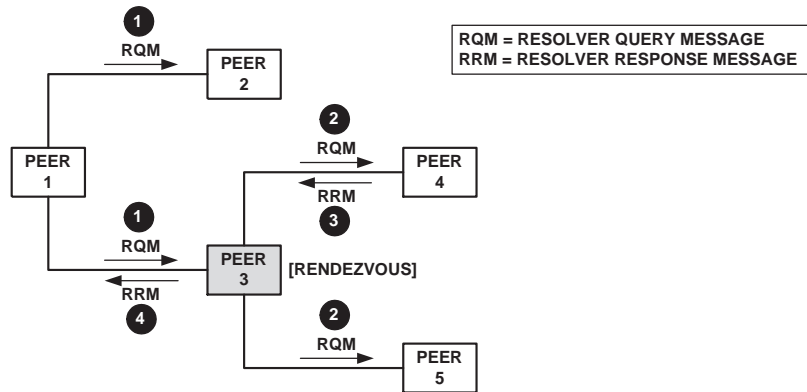 1
RQM
PEER
2
RQM = RESOLVER QUERY MESSAGE
RRM = RESOLVER RESPONSE MESSAGE
2
RQM
PEER
1
PEER
4
RRM
3
1
RQM
PEER
3
[RENDEZVOUS]
RRM
4
2
RQM
PEER
5